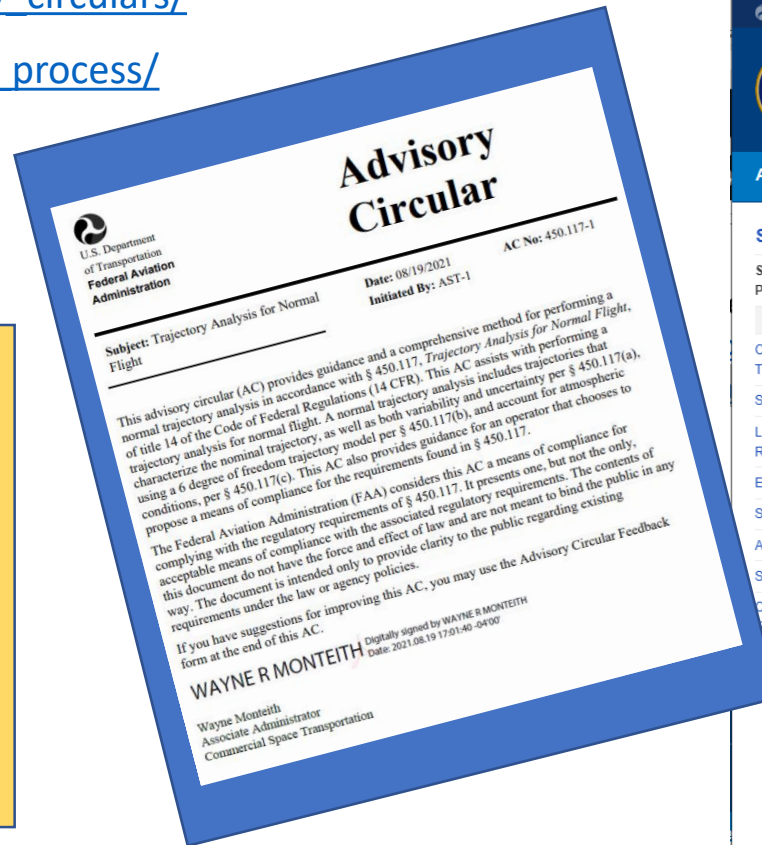 _circulars/
_process/
Advisory
Circular
U.S. Department
of Transportation
Federal Aviation
Administration
Subject: Trajectory Analysis for Normal
Flight
Date: 08/19/2021
Initiated By: AST-1
AC No: 450.117-1
This advisory circular (AC) provides guidance and a comprehensive method for performing a
normal trajectory analysis in accordance with § 450.117, Trajectory Analysis for Normal Flight,
of title 14 of the Code of Federal Regulations (14 CFR). This AC assists with performing a
trajectory analysis for normal flight. A normal trajectory analysis includes trajectories that
characterize the nominal trajectory, as well as both variability and uncertainty per § 450.117(a),
using a 6 degree of freedom trajectory model per § 450.117(b), and account for atmospheric
conditions, per § 450.117(c). This AC also provides guidance for an operator that chooses to
propose a means of compliance for the requirements found in § 450.117.
The Federal Aviation Administration (FAA) considers this AC a means of compliance for
complying with the regulatory requirements of § 450.117. It presents one, but not the only,
acceptable means of compliance with the associated regulatory requirements. The contents of
this document do not have the force and effect of law and are not meant to bind the public in any
way. The document is intended only to provide clarity to the public regarding existing
requirements under the law or agency policies.
If you have suggestions for improving this AC, you may use the Advisory Circular Feedback
form at the end of this AC.
WAYNE R MONTEITH
Digitally signed by WAYNE R MONTEITH
Date: 2021.08.19 17:01:40 -04'00'
Wayne Monteith
Associate Administrator
Commercial Space Transportation